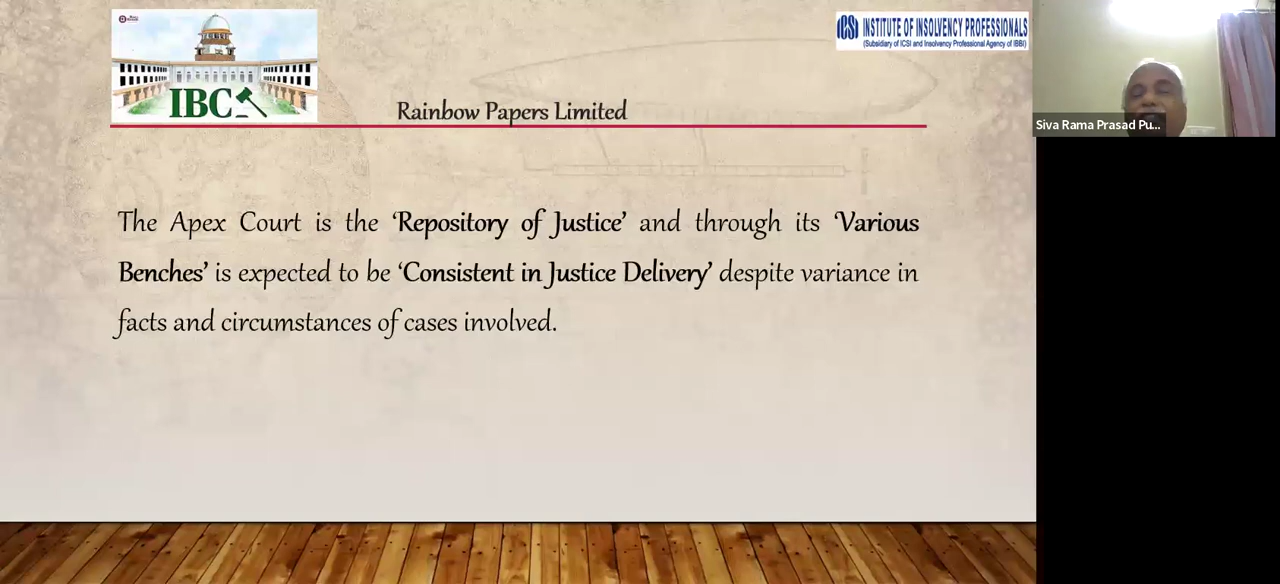 IBC
ICSI INSTITUTE OF INSOLVENCY PROFESSIONALS
(Subsidiary of ICSI and Insolvency Professional Agency of IBBI)
Rainbow Papers Limited
Siva Rama Prasad Pu...
The Apex Court is the ‘Repository of Justice’ and through its ‘Various
Benches’ is expected to be ‘Consistent in Justice Delivery’ despite variance in
facts and circumstances of cases involved.